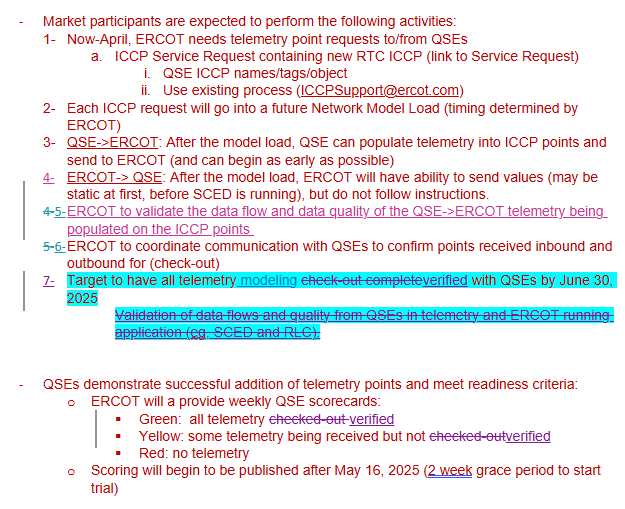 - Market participants are expected to perform the following activities:
1- Now-April, ERCOT needs telemetry point requests to/from QSEs
a. ICCP Service Request containing new RTC ICCP (link to Service Request)
i. QSE ICCP names/tags/object
ii. Use existing process (ICCPSupport@ercot.com)
2- Each ICCP request will go into a future Network Model Load (timing determined by
ERCOT)
3- QSE->ERCOT: After the model load, QSE can populate telemetry into ICCP points and
send to ERCOT (and can begin as early as possible)
4- ERCOT-> QSE: After the model load, ERCOT will have ability to send values (may be
static at first, before SCED is running), but do not follow instructions.
4-5-ERCOT to validate the data flow and data quality of the QSE->ERCOT telemetry being
populated on the ICCP points
5-6-ERCOT to coordinate communication with QSEs to confirm points received inbound and
outbound for (check-out)
7- Target to have all telemetry modeling check-out completeverified with QSEs by June 30,
2025
Validation of data flows and quality from QSEs in telemetry and ERCOT running
application (eg, SCED and RLC).
- QSEs demonstrate successful addition of telemetry points and meet readiness criteria:
o ERCOT will a provide weekly QSE scorecards:
▪ Green: all telemetry checked-out verified
▪ Yellow: some telemetry being received but not checked-outverified
▪ Red: no telemetry
o Scoring will begin to be published after May 16, 2025 (2 week grace period to start
trial)